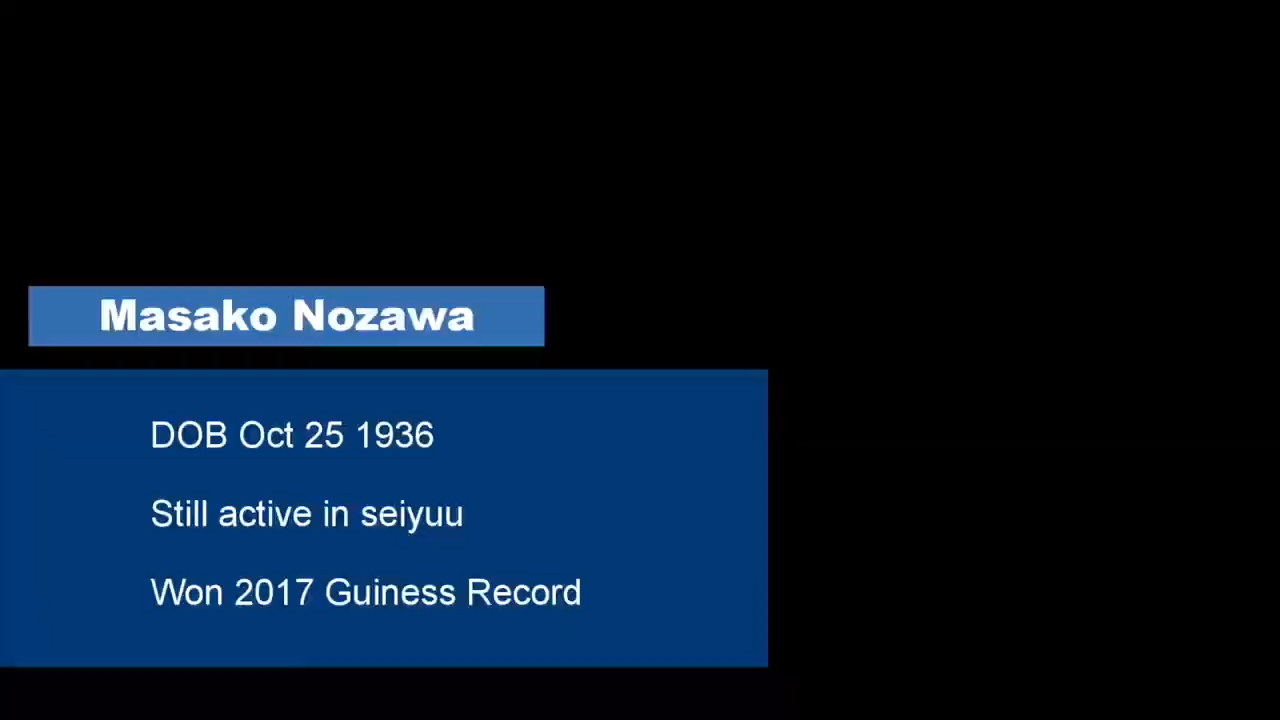 Masako Nozawa
DOB Oct 25 1936
Still active in seiyuu
Won 2017 Guiness Record